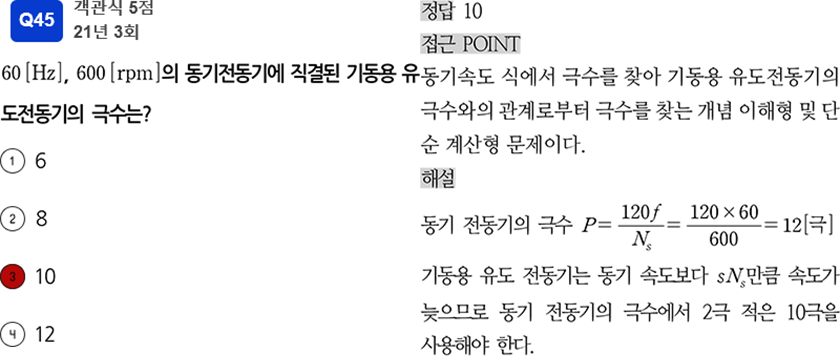 Q45
객관식 5점
21년 3회
60 [Hz], 600 [rpm]의 동기전동기에 직결된 기동용 유
도전동기의 극수는?
1 6
2 8
3 10
4 12
정답 10
접근 POINT
동기속도 식에서 극수를 찾아 기동용 유도전동기의
극수와의 관계로부터 극수를 찾는 개념 이해형 및 단
순 계산형 문제이다.
해설
동기 전동기의 극수 P = 120f / Ns = 120 × 60 / 600 = 12[극]
기동용 유도 전동기는 동기 속도보다 sNs만큼 속도가
늦으므로 동기 전동기의 극수에서 2극 적은 10극을
사용해야 한다.